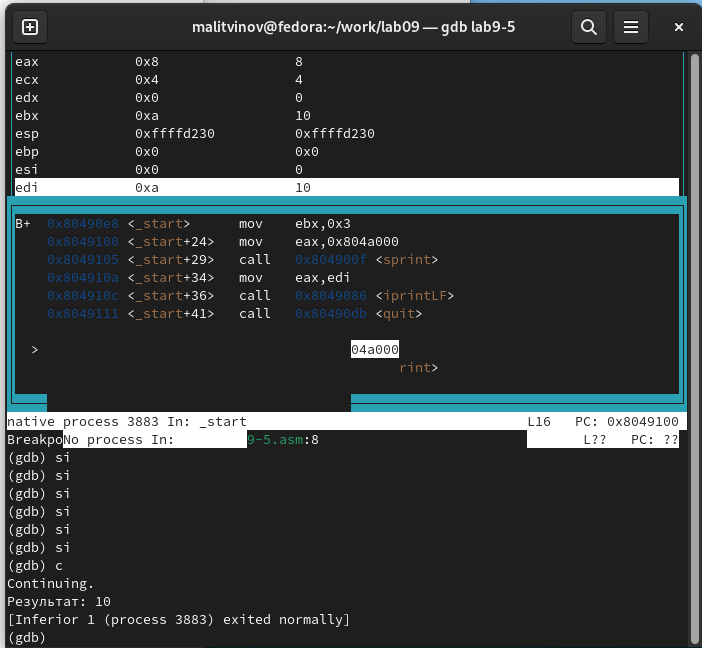 malitvinov@fedora:~/work/lab09 — gdb lab9-5
eax 0x8 8
ecx 0x4 4
edx 0x0 0
ebx 0xa 10
esp 0xffffd230 0xffffd230
ebp 0x0 0x0
esi 0x0 0
edi 0xa 10
B+ 0x80490e8 <_start> mov ebx,0x3
0x8049100 <_start+24> mov eax,0x804a000
0x8049105 <_start+29> call 0x804900f <sprint>
0x804910a <_start+34> mov eax,edi
0x804910c <_start+36> call 0x8049086 <iprintLF>
0x8049111 <_start+41> call 0x80490db <quit>
> 04a000
rint>
native process 3883 In: _start L16 PC: 0x8049100
BreakpoNo process In: 9-5.asm:8 L?? PC: ??
(gdb) si
(gdb) si
(gdb) si
(gdb) si
(gdb) si
(gdb) si
(gdb) c
Continuing.
Результат: 10
[Inferior 1 (process 3883) exited normally]
(gdb)